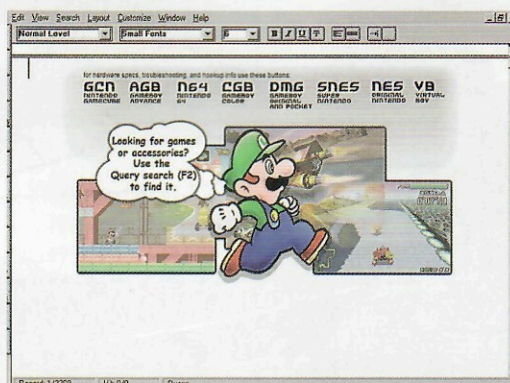 Edit View Search Layout Customize Window Help
Normal Level Small Fonts 6 B I U
for hardware specs, troubleshooting, and hookup info use these buttons:
GCN AGB N64 CGB DMG SNES NES VB
NINTENDO GAMECUBE GAMEBOY ADVANCE NINTENDO 64 GAMEBOY COLOR GAMEBOY ORIGINAL AND POCKET SUPER NINTENDO ORIGINAL NINTENDO VIRTUAL BOY
Looking for games
or accessories?
Use the
Query search (F2)
to find it.
Query